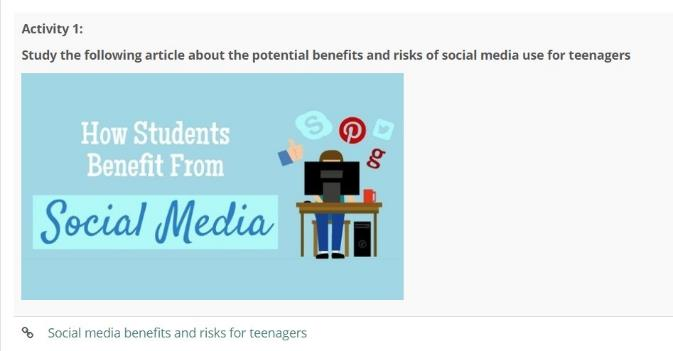 Activity 1:
Study the following article about the potential benefits and risks of social media use for teenagers
How Students
Benefit From
Social Media
Social media benefits and risks for teenagers